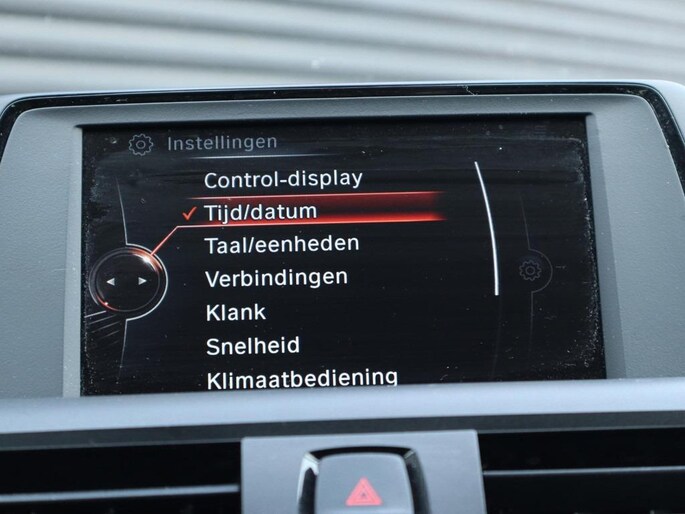 Instellingen
Control-display
Tijd/datum
Taal/eenheden
Verbindingen
Klank
Snelheid
Klimaatbediening